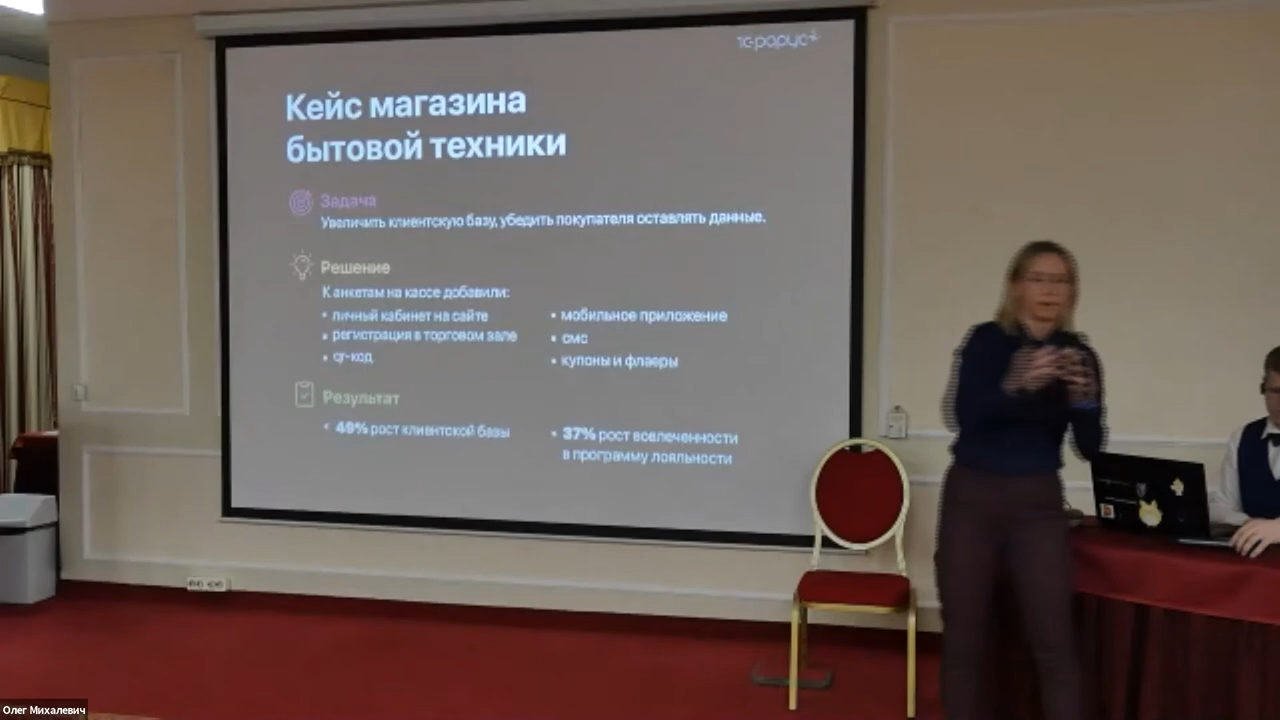 1С·рарус
Кейс магазина
бытовой техники
Задача
Увеличить клиентскую базу, убедить покупателя оставлять данные.
Решение
К анкетам на кассе добавили:
• личный кабинет на сайте
• регистрация в торговом зале
• qr-код
• мобильное приложение
• смс
• купоны и флаеры
Результат
• 49% рост клиентской базы
• 37% рост вовлеченности
в программу лояльности
Олег Михалевич